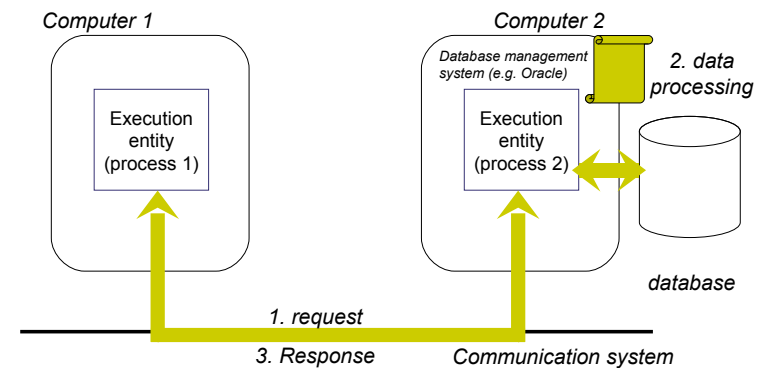 Computer 1
Computer 2
Database management
system (e.g. Oracle)
2. data
processing
Execution
entity
(process 1)
Execution
entity
(process 2)
database
1. request
3. Response
Communication system